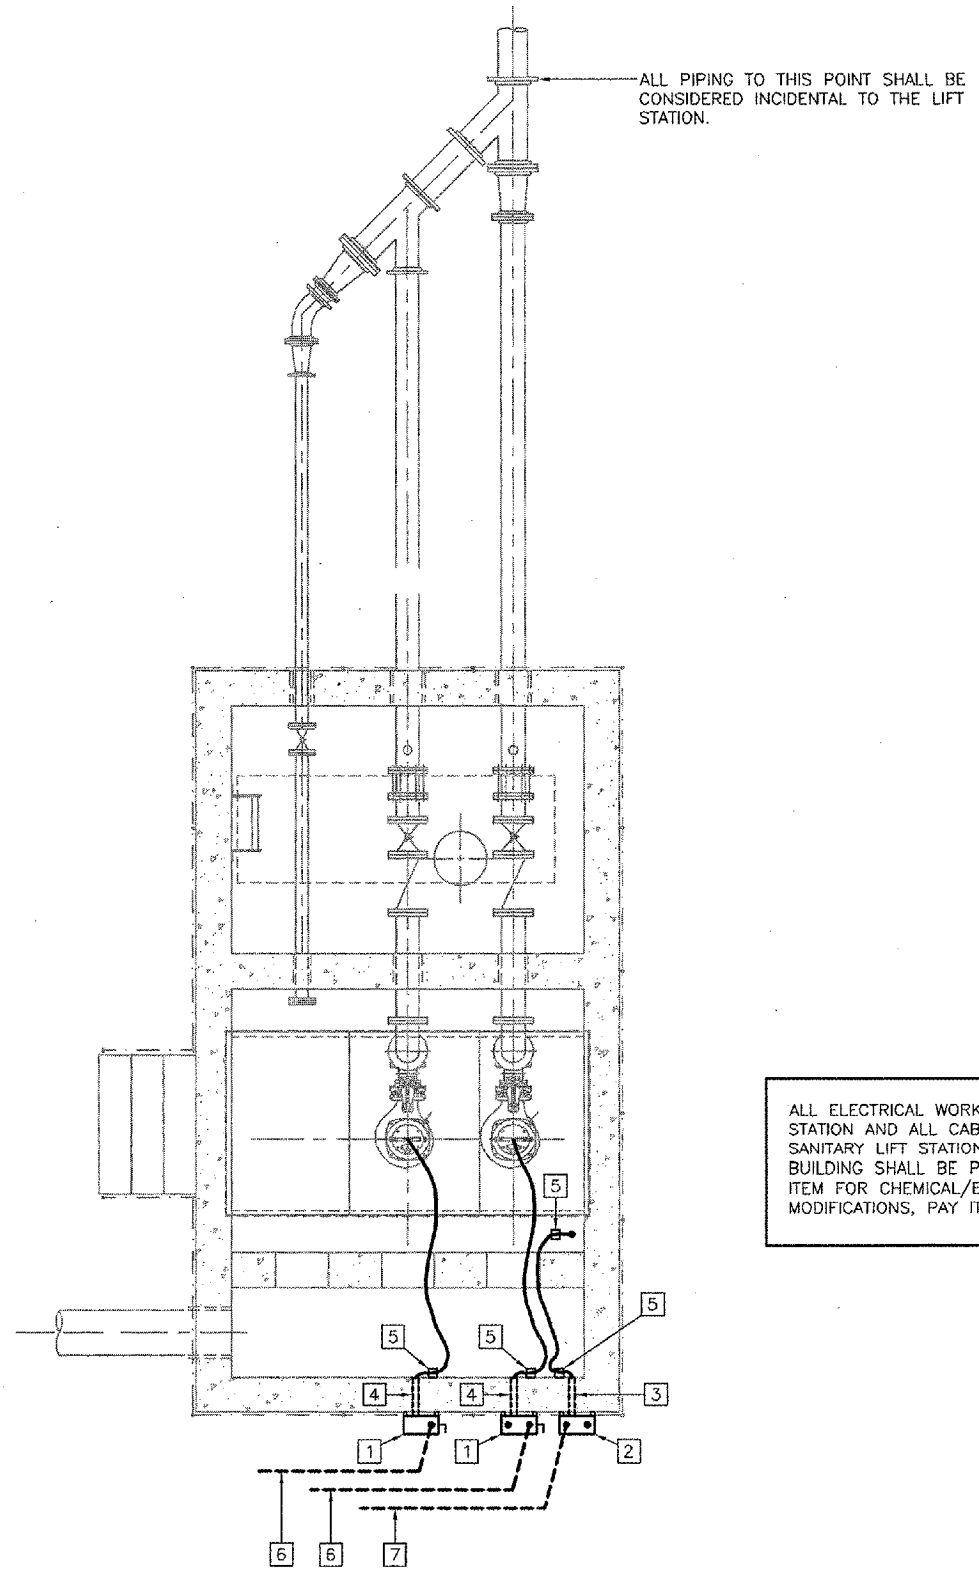 ALL PIPING TO THIS POINT SHALL BE
CONSIDERED INCIDENTAL TO THE LIFT
STATION.
ALL ELECTRICAL WORK
STATION AND ALL CAB
SANITARY LIFT STATION
BUILDING SHALL BE P
ITEM FOR CHEMICAL/E
MODIFICATIONS, PAY IT
5
5
5
5
4
4
3
1
1
2
6
6
7